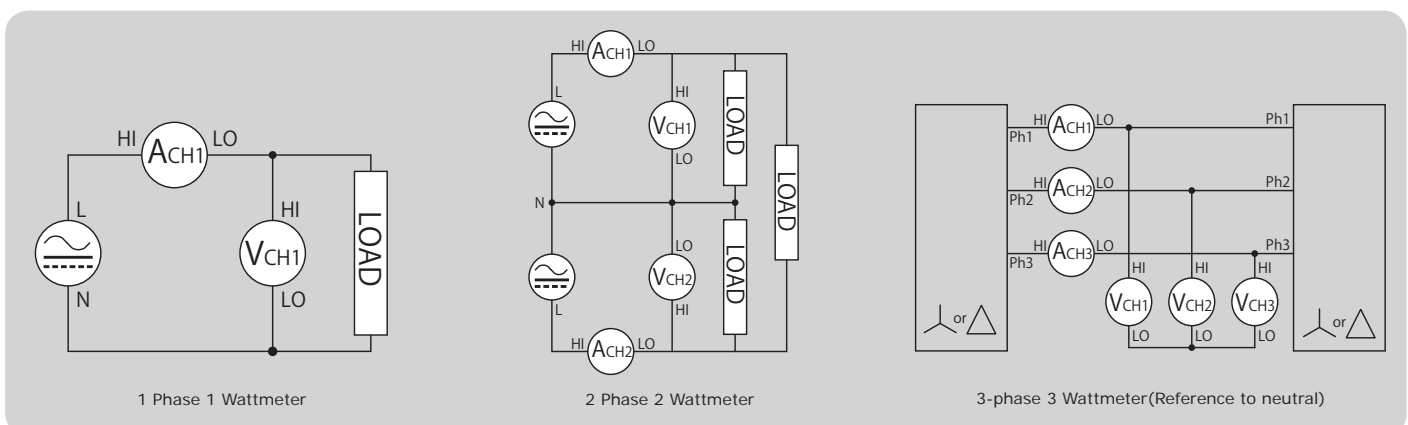 HI
ACH1
LO
L
HI
VCH1
LO
N
LOAD
1 Phase 1 Wattmeter
HI
ACH1
LO
L
HI
VCH1
LO
LOAD
LOAD
N
LO
VCH2
HI
LOAD
L
HI
ACH2
LO
2 Phase 2 Wattmeter
HI
ACH1
LO
Ph1
Ph1
HI
ACH2
LO
Ph2
Ph2
HI
ACH3
LO
Ph3
Ph3
HI
HI
HI
VCH1
VCH2
VCH3
LO
LO
LO
or
or
3-phase 3 Wattmeter(Reference to neutral)